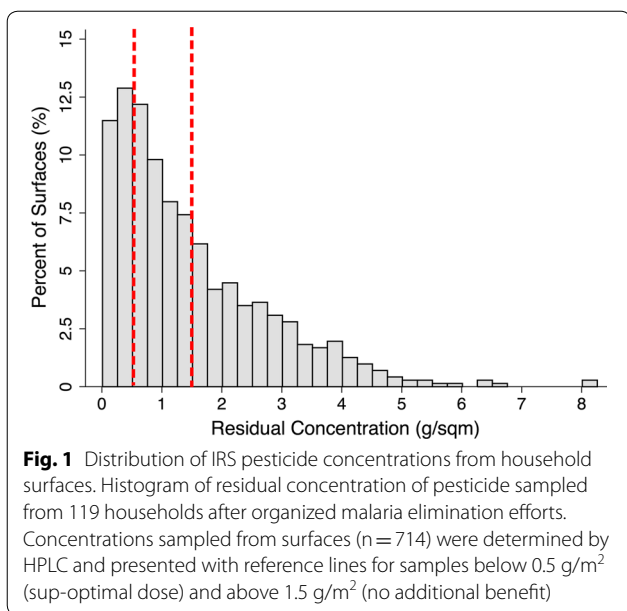 15
12.5
10
7.5
5
2.5
0
Percent of Surfaces (%)
0 1 2 3 4 5 6 7 8
Residual Concentration (g/sqm)
Fig. 1 Distribution of IRS pesticide concentrations from household
surfaces. Histogram of residual concentration of pesticide sampled
from 119 households after organized malaria elimination efforts.
Concentrations sampled from surfaces (n = 714) were determined by
HPLC and presented with reference lines for samples below 0.5 g/m²
(sup-optimal dose) and above 1.5 g/m² (no additional benefit)